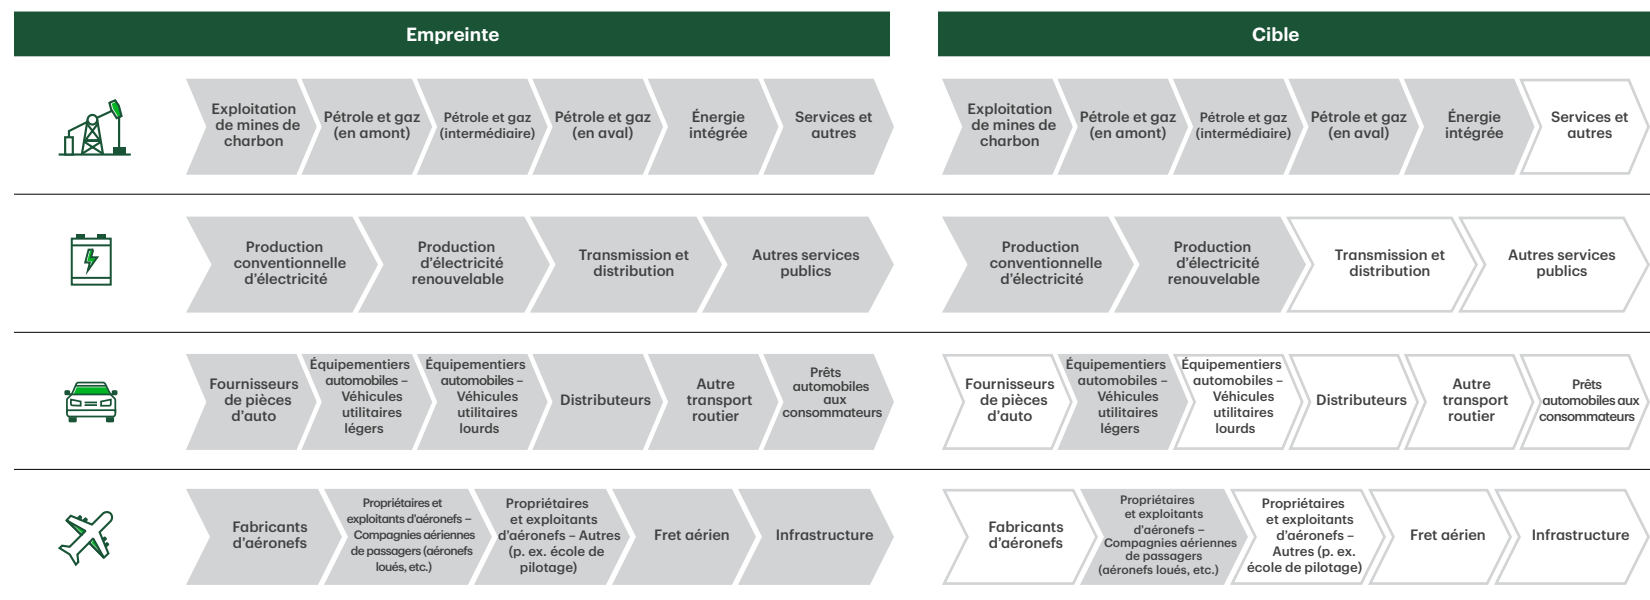 Empreinte
Cible
Exploitation
de mines de
charbon
Pétrole et gaz
(en amont)
Pétrole et gaz
(intermédiaire)
Pétrole et gaz
(en aval)
Énergie
intégrée
Services et
autres
Exploitation
de mines de
charbon
Pétrole et gaz
(en amont)
Pétrole et gaz
(intermédiaire)
Pétrole et gaz
(en aval)
Énergie
intégrée
Services et
autres
Production
conventionnelle
d'électricité
Production
d'électricité
renouvelable
Transmission et
distribution
Autres services
publics
Production
conventionnelle
d'électricité
Production
d'électricité
renouvelable
Transmission et
distribution
Autres services
publics
Fournisseurs
de pièces
d'auto
Équipementiers
automobiles –
Véhicules
utilitaires
légers
Équipementiers
automobiles –
Véhicules
utilitaires
lourds
Distributeurs
Autre
transport
routier
Prêts
automobiles
aux
consommateurs
Fournisseurs
de pièces
d'auto
Équipementiers
automobiles –
Véhicules
utilitaires
légers
Équipementiers
automobiles –
Véhicules
utilitaires
lourds
Distributeurs
Autre
transport
routier
Prêts
automobiles aux
consommateurs
Fabricants
d'aéronefs
Propriétaires et
exploitants d'aéronefs –
Compagnies aériennes
de passagers (aéronefs
loués, etc.)
Propriétaires
et exploitants
d'aéronefs – Autres
(p. ex. école de
pilotage)
Fret aérien
Infrastructure
Fabricants
d'aéronefs
Propriétaires
et exploitants
d'aéronefs –
Compagnies aériennes
de passagers
(aéronefs loués, etc.)
Propriétaires
et exploitants
d'aéronefs –
Autres (p. ex.
école de pilotage)
Fret aérien
Infrastructure